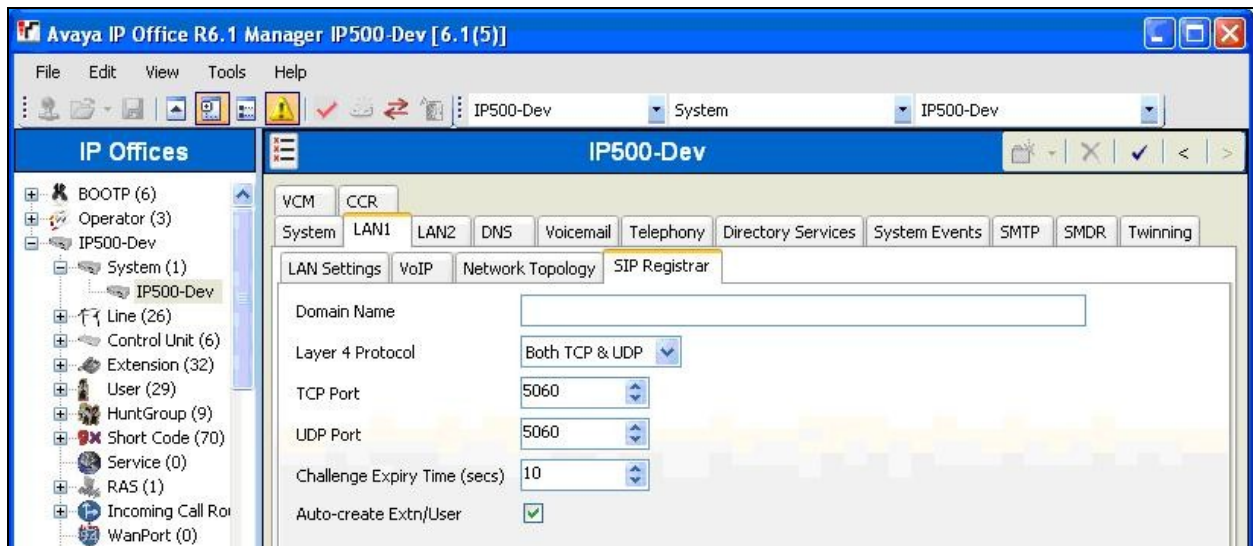 Avaya IP Office R6.1 Manager IP500-Dev [6.1(5)]
File Edit View Tools Help
IP500-Dev System IP500-Dev
IP Offices
IP500-Dev
BOOTP (6)
Operator (3)
IP500-Dev
System (1)
IP500-Dev
Line (26)
Control Unit (6)
Extension (32)
User (29)
HuntGroup (9)
Short Code (70)
Service (0)
RAS (1)
Incoming Call Rou
WanPort (0)
VCM CCR
System LAN1 LAN2 DNS Voicemail Telephony Directory Services System Events SMTP SMDR Twinning
LAN Settings VoIP Network Topology SIP Registrar
Domain Name
Layer 4 Protocol Both TCP & UDP
TCP Port 5060
UDP Port 5060
Challenge Expiry Time (secs) 10
Auto-create Extn/User